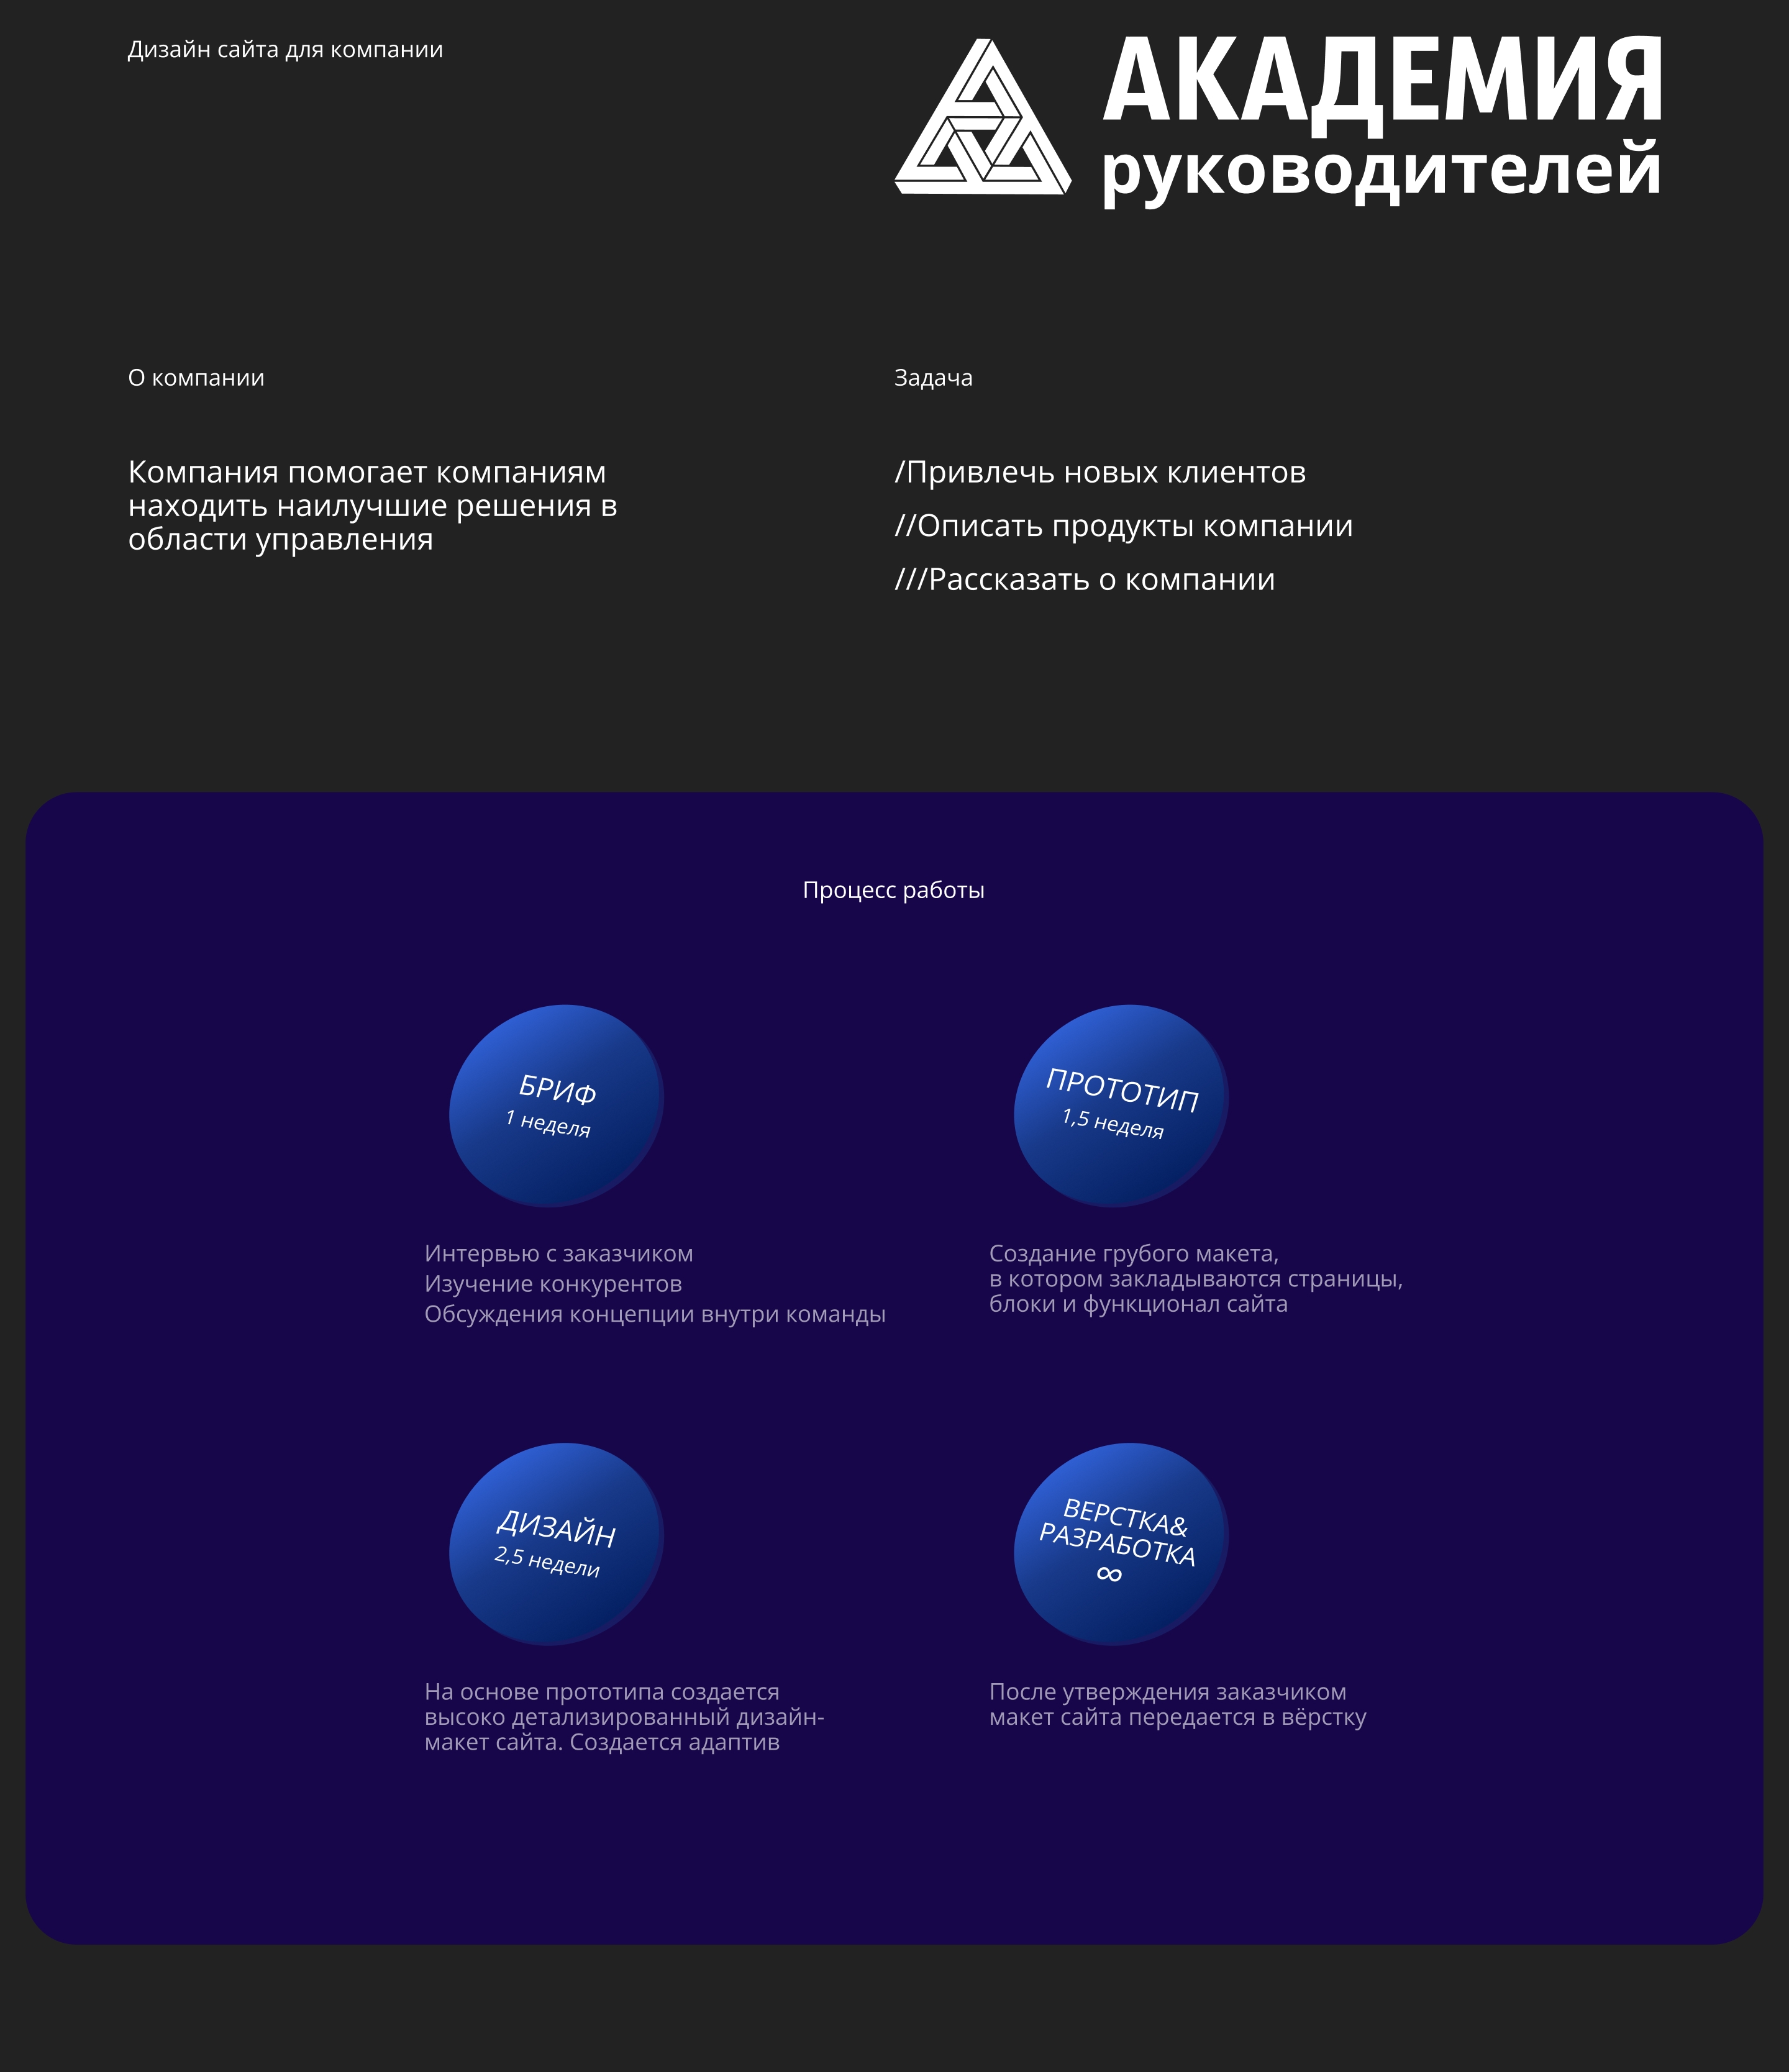 Дизайн сайта для компании
АКАДЕМИЯ
руководителей
О компании
Компания помогает компаниям
находить наилучшие решения в
области управления
Задача
/Привлечь новых клиентов
//Описать продукты компании
///Рассказать о компании
Процесс работы
БРИФ
1 неделя
Интервью с заказчиком
Изучение конкурентов
Обсуждения концепции внутри команды
ПРОТОТИП
1,5 неделя
Создание грубого макета,
в котором закладываются страницы,
блоки и функционал сайта
ДИЗАЙН
2,5 недели
На основе прототипа создается
высоко детализированный дизайн-
макет сайта. Создается адаптив
ВЕРСТКА&
РАЗРАБОТКА
∞
После утверждения заказчиком
макет сайта передается в вёрстку